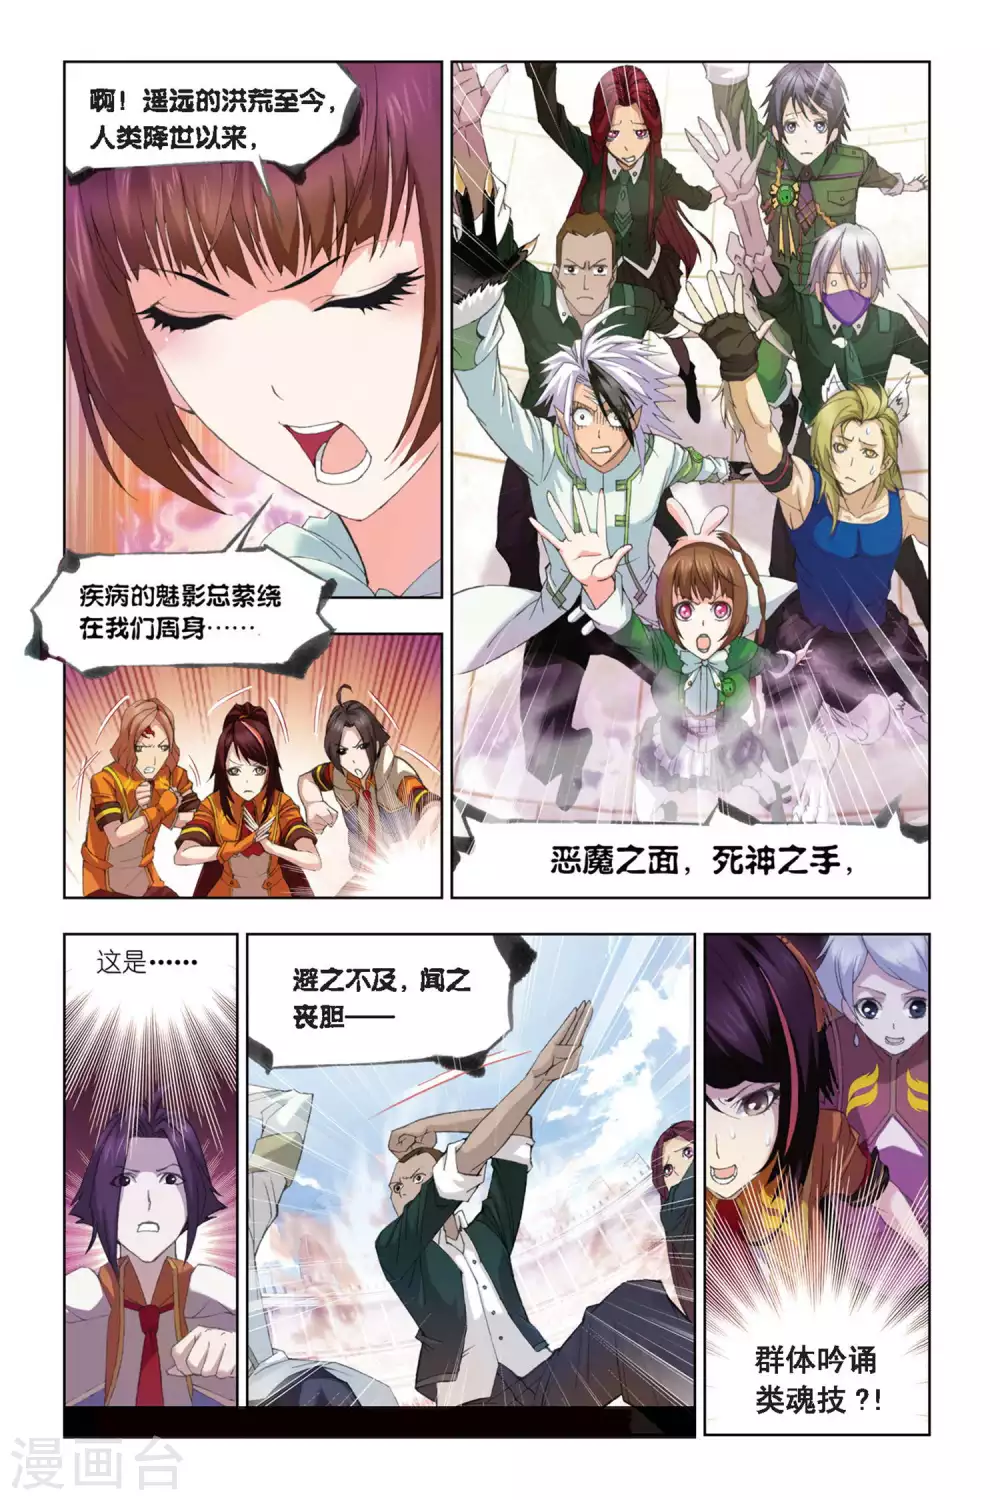 啊！遥远的洪荒至今，
人类降世以来，
疾病的魅影总萦绕
在我们周身……
恶魔之面，死神之手，
这是……
避之不及，闻之
丧胆——
群体吟诵
类魂技?!
漫画台